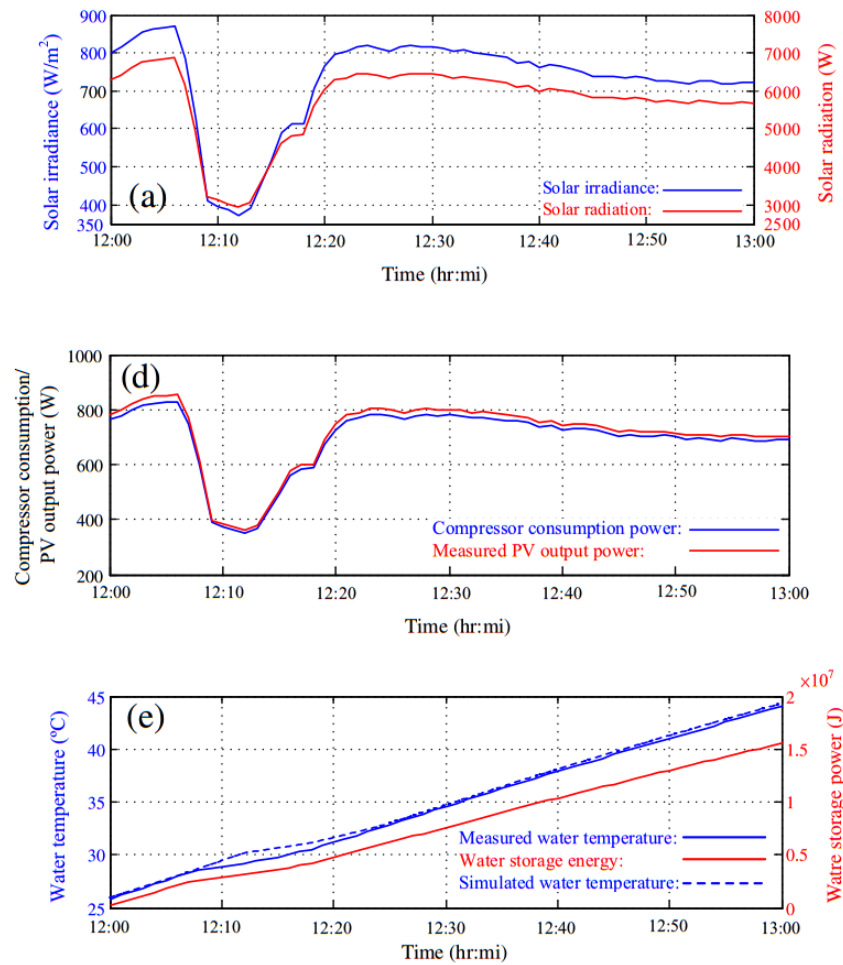 900
800
700
600
500
400
350
Solar irradiance (W/m²)
8000
7000
6000
5000
4000
3000
2500
Solar radiation (W)
(a)
Solar irradiance:
Solar radiation:
12:00 12:10 12:20 12:30 12:40 12:50 13:00
Time (hr:mi)
1000
800
600
400
200
Compressor consumption/
PV output power (W)
(d)
Compressor consumption power:
Measured PV output power:
12:00 12:10 12:20 12:30 12:40 12:50 13:00
Time (hr:mi)
45
40
35
30
25
Water temperature (ºC)
×10⁷
2
1.5
1
0.5
0
Watre storage power (J)
(e)
Measured water temperature:
Water storage energy:
Simulated water temperature:
12:00 12:10 12:20 12:30 12:40 12:50 13:00
Time (hr:mi)